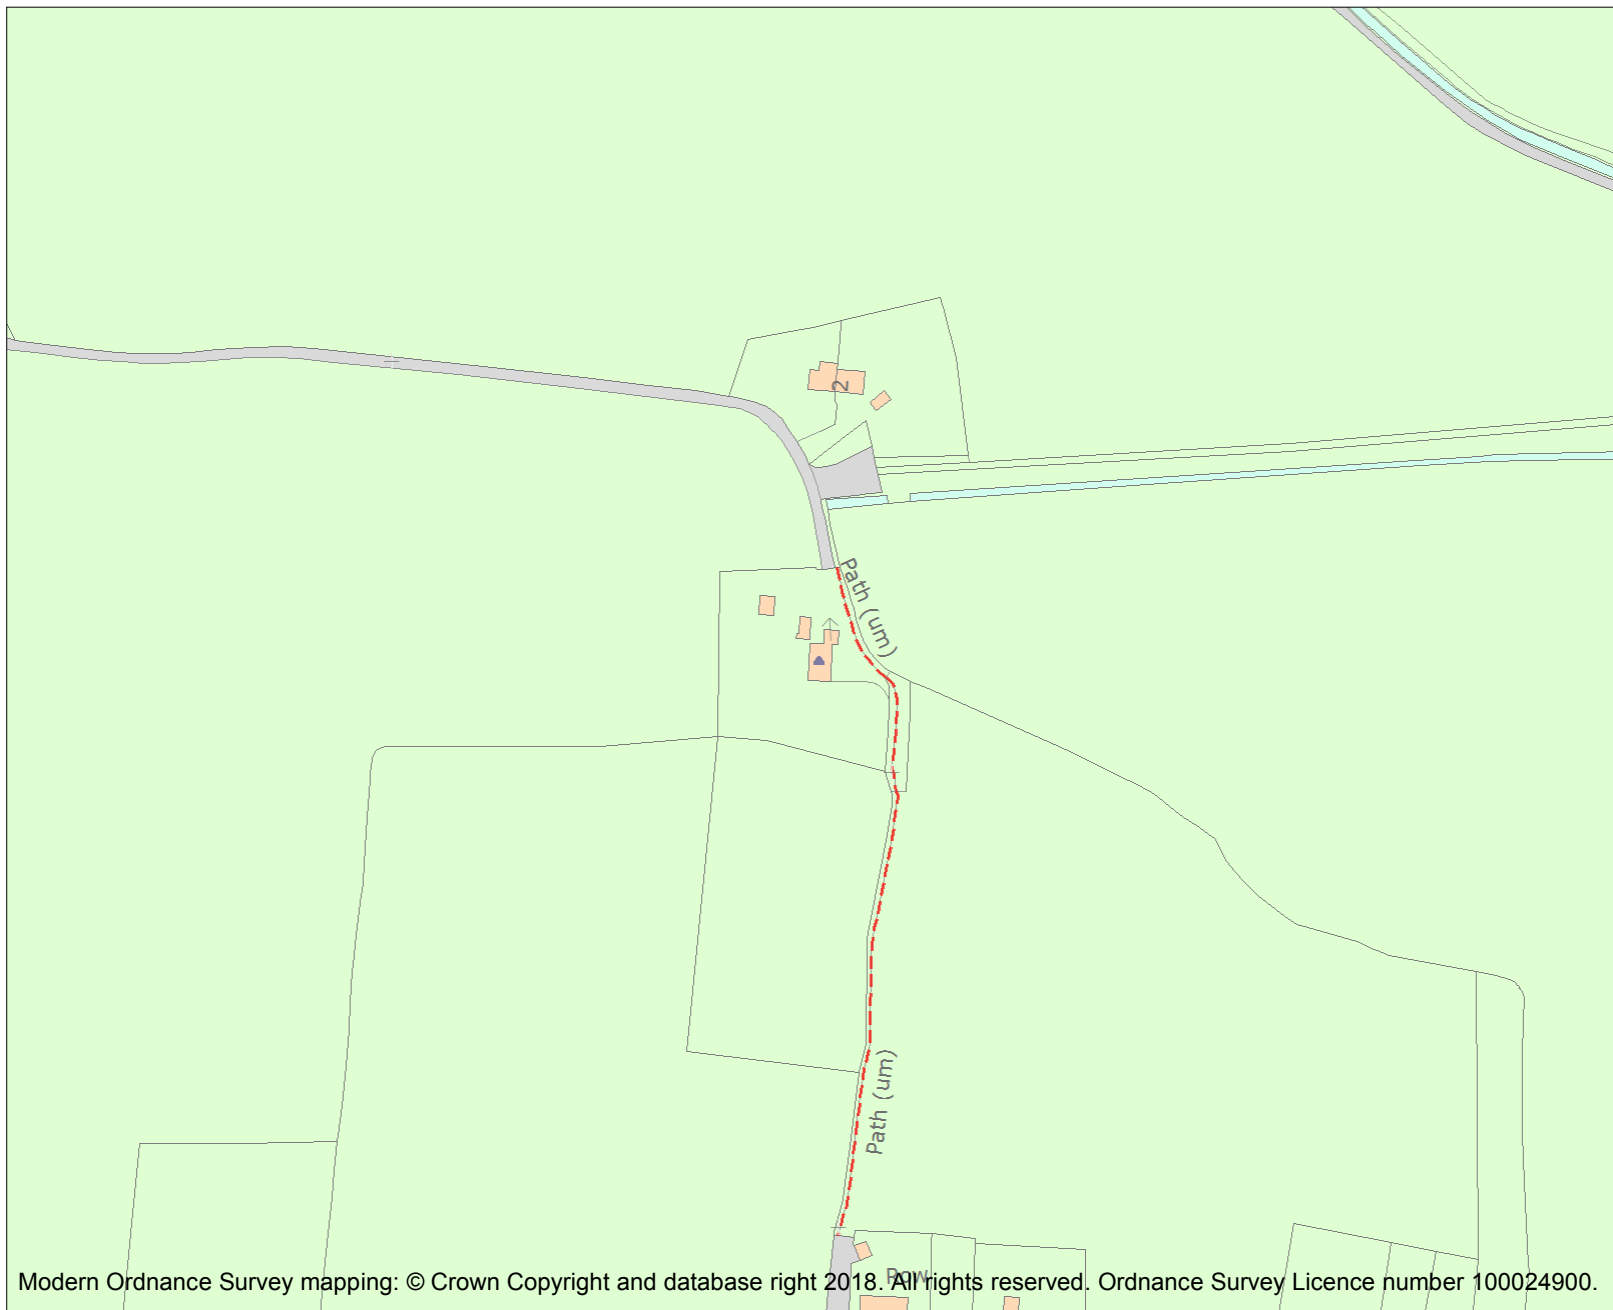 2
Path (um)
Path (um)
Row
Modern Ordnance Survey mapping: © Crown Copyright and database right 2018. All rights reserved. Ordnance Survey Licence number 100024900.